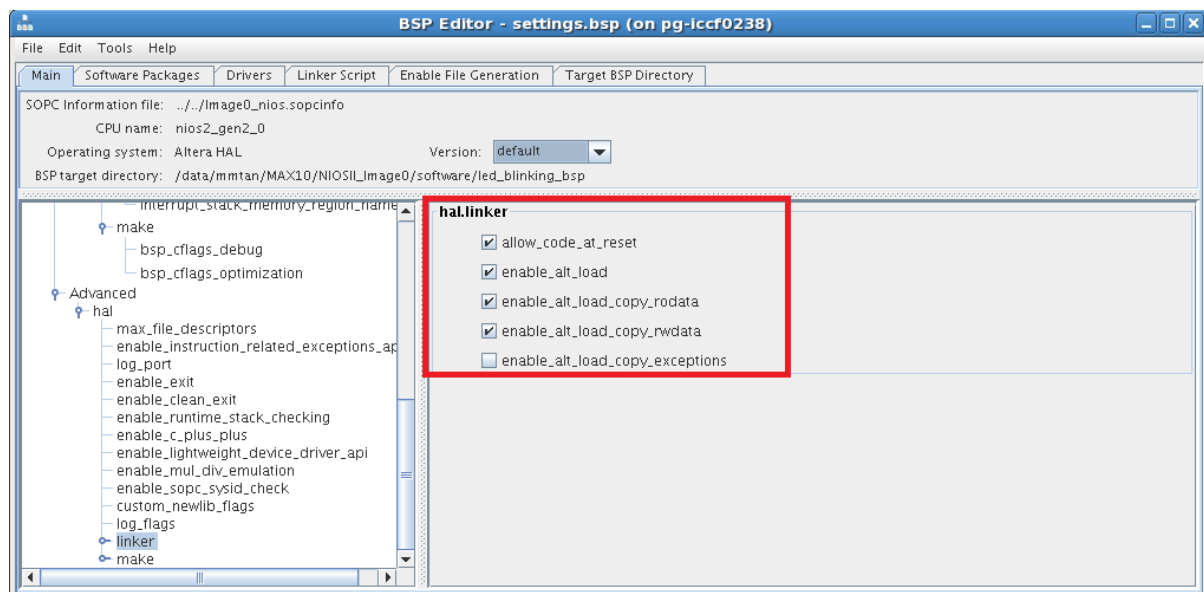 BSP Editor - settings.bsp (on pg-iccf0238)
File Edit Tools Help
Main Software Packages Drivers Linker Script Enable File Generation Target BSP Directory
SOPC Information file: ../../Image0_nios.sopcinfo
CPU name: nios2_gen2_0
Operating system: Altera HAL Version: default
BSP target directory: /data/mmtan/MAX10/NIOSII_Image0/software/led_blinking_bsp
interrupt_stack_memory_region_name
make
bsp_cflags_debug
bsp_cflags_optimization
Advanced
hal
max_file_descriptors
enable_instruction_related_exceptions_ap
log_port
enable_exit
enable_clean_exit
enable_runtime_stack_checking
enable_c_plus_plus
enable_lightweight_device_driver_api
enable_mul_div_emulation
enable_sopc_sysid_check
custom_newlib_flags
log_flags
linker
make
hal.linker
allow_code_at_reset
enable_alt_load
enable_alt_load_copy_rodata
enable_alt_load_copy_rwdata
enable_alt_load_copy_exceptions